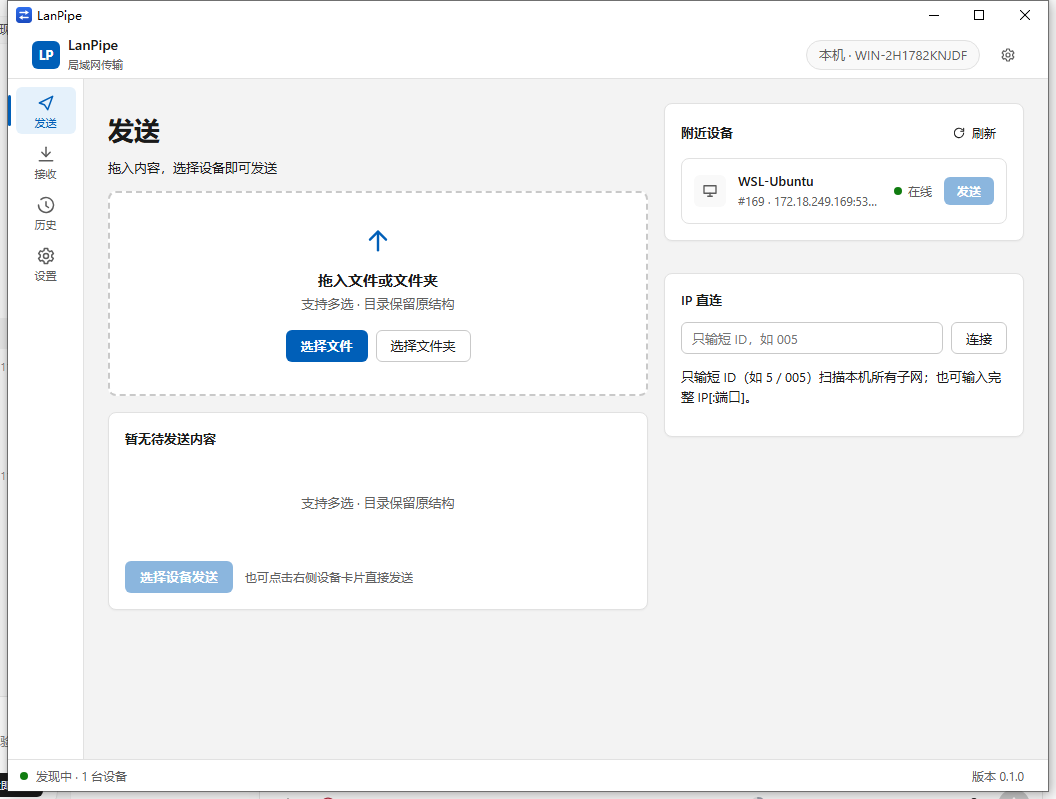 LanPipe
LP
LanPipe
局域网传输
本机 · WIN-2H1782KNJDF
发送
接收
历史
设置
发送
拖入内容，选择设备即可发送
拖入文件或文件夹
支持多选 · 目录保留原结构
选择文件
选择文件夹
暂无待发送内容
支持多选 · 目录保留原结构
选择设备发送
也可点击右侧设备卡片直接发送
附近设备
刷新
WSL-Ubuntu
#169 · 172.18.249.169:53...
在线
发送
IP 直连
只输短 ID，如 005
连接
只输短 ID（如 5 / 005）扫描本机所有子网；也可输入完
整 IP[:端口]。
发现中 · 1 台设备
版本 0.1.0